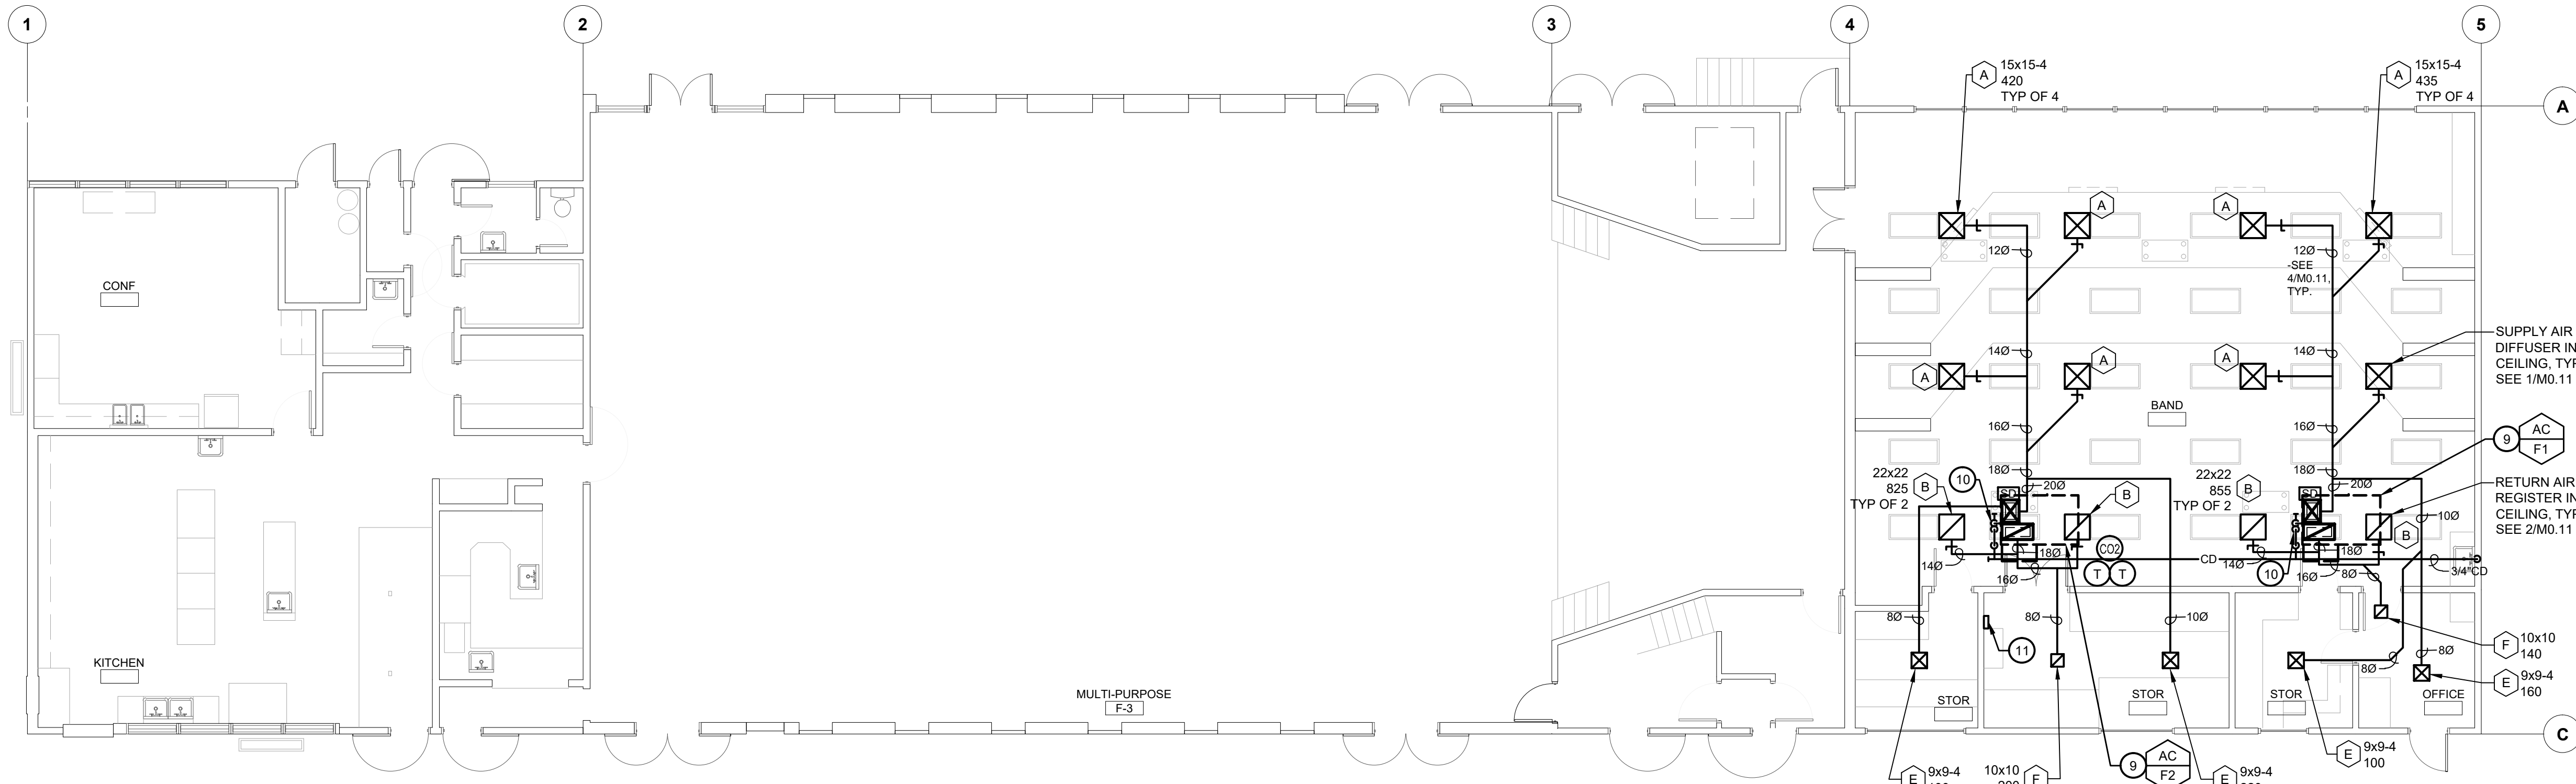 1
2
3
4
5
A
C
A
15x15-4
420
TYP OF 4
A
15x15-4
435
TYP OF 4
A
A
12Ø
12Ø
-SEE
4/M0.11,
TYP.
CONF
14Ø
14Ø
A
A
A
SUPPLY AIR
DIFFUSER IN
CEILING, TYP
SEE 1/M0.11
BAND
16Ø
16Ø
9
AC
F1
18Ø
18Ø
22x22
825
TYP OF 2
B
10
SD
20Ø
B
22x22
855
TYP OF 2
B
SD
20Ø
RETURN AIR
REGISTER IN
CEILING, TYP
SEE 2/M0.11
10Ø
B
14Ø
18Ø
16Ø
CO2
T
T
CD
14Ø
10
18Ø
16Ø
8Ø
3/4"CD
8Ø
8Ø
10Ø
11
F
10x10
140
8Ø
8Ø
E
9x9-4
160
KITCHEN
MULTI-PURPOSE
F-3
STOR
STOR
STOR
OFFICE
E
9x9-4
100
E
9x9-4
10x10
F
9
AC
F2
E
9x9-4